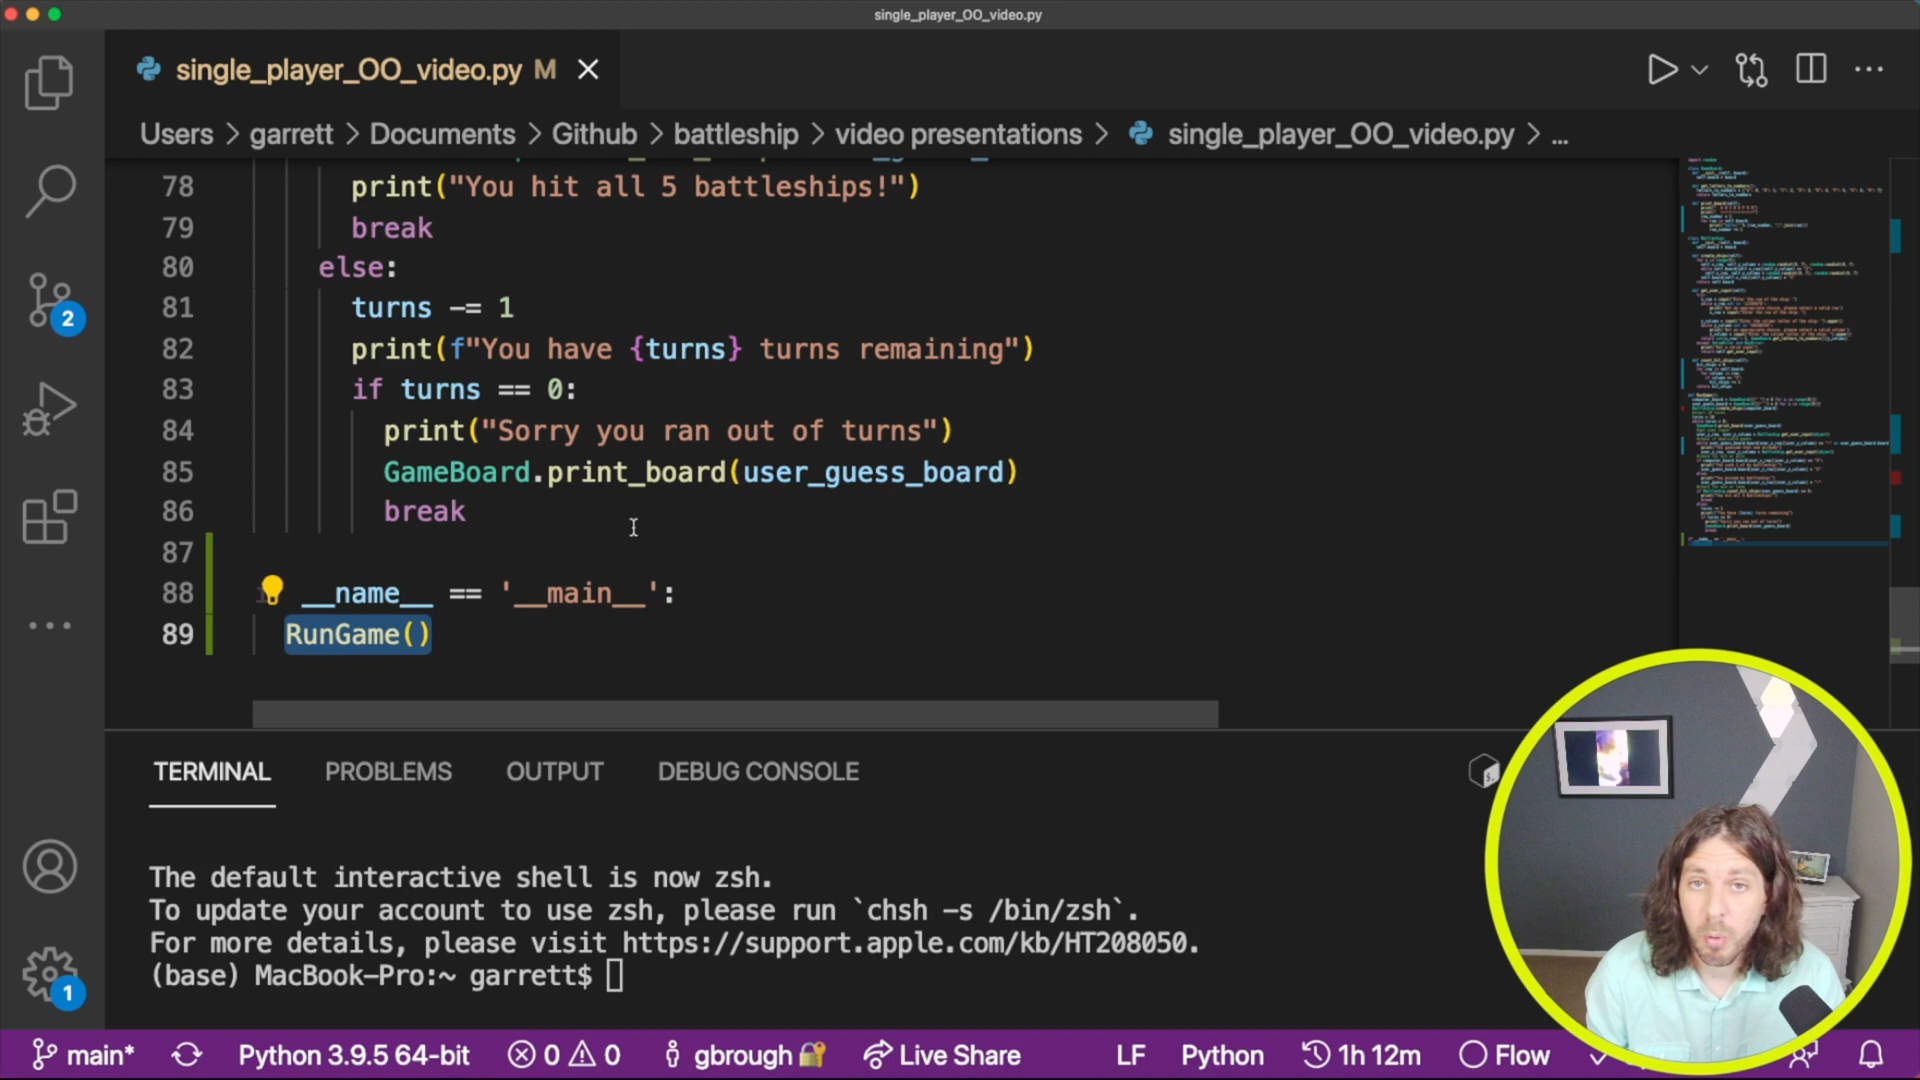 single_player_OO_video.py
single_player_OO_video.py M
Users > garrett > Documents > Github > battleship > video presentations > single_player_OO_video.py > ...
78 print("You hit all 5 battleships!")
79 break
80 else:
81 turns -= 1
82 print(f"You have {turns} turns remaining")
83 if turns == 0:
84 print("Sorry you ran out of turns")
85 GameBoard.print_board(user_guess_board)
86 break
87
88 __name__ == '__main__':
89 RunGame()
2
TERMINAL PROBLEMS OUTPUT DEBUG CONSOLE
The default interactive shell is now zsh.
To update your account to use zsh, please run `chsh -s /bin/zsh`.
For more details, please visit https://support.apple.com/kb/HT208050.
(base) MacBook-Pro:~ garrett$
1
main* Python 3.9.5 64-bit 0 0 gbrough Live Share LF Python 1h 12m Flow